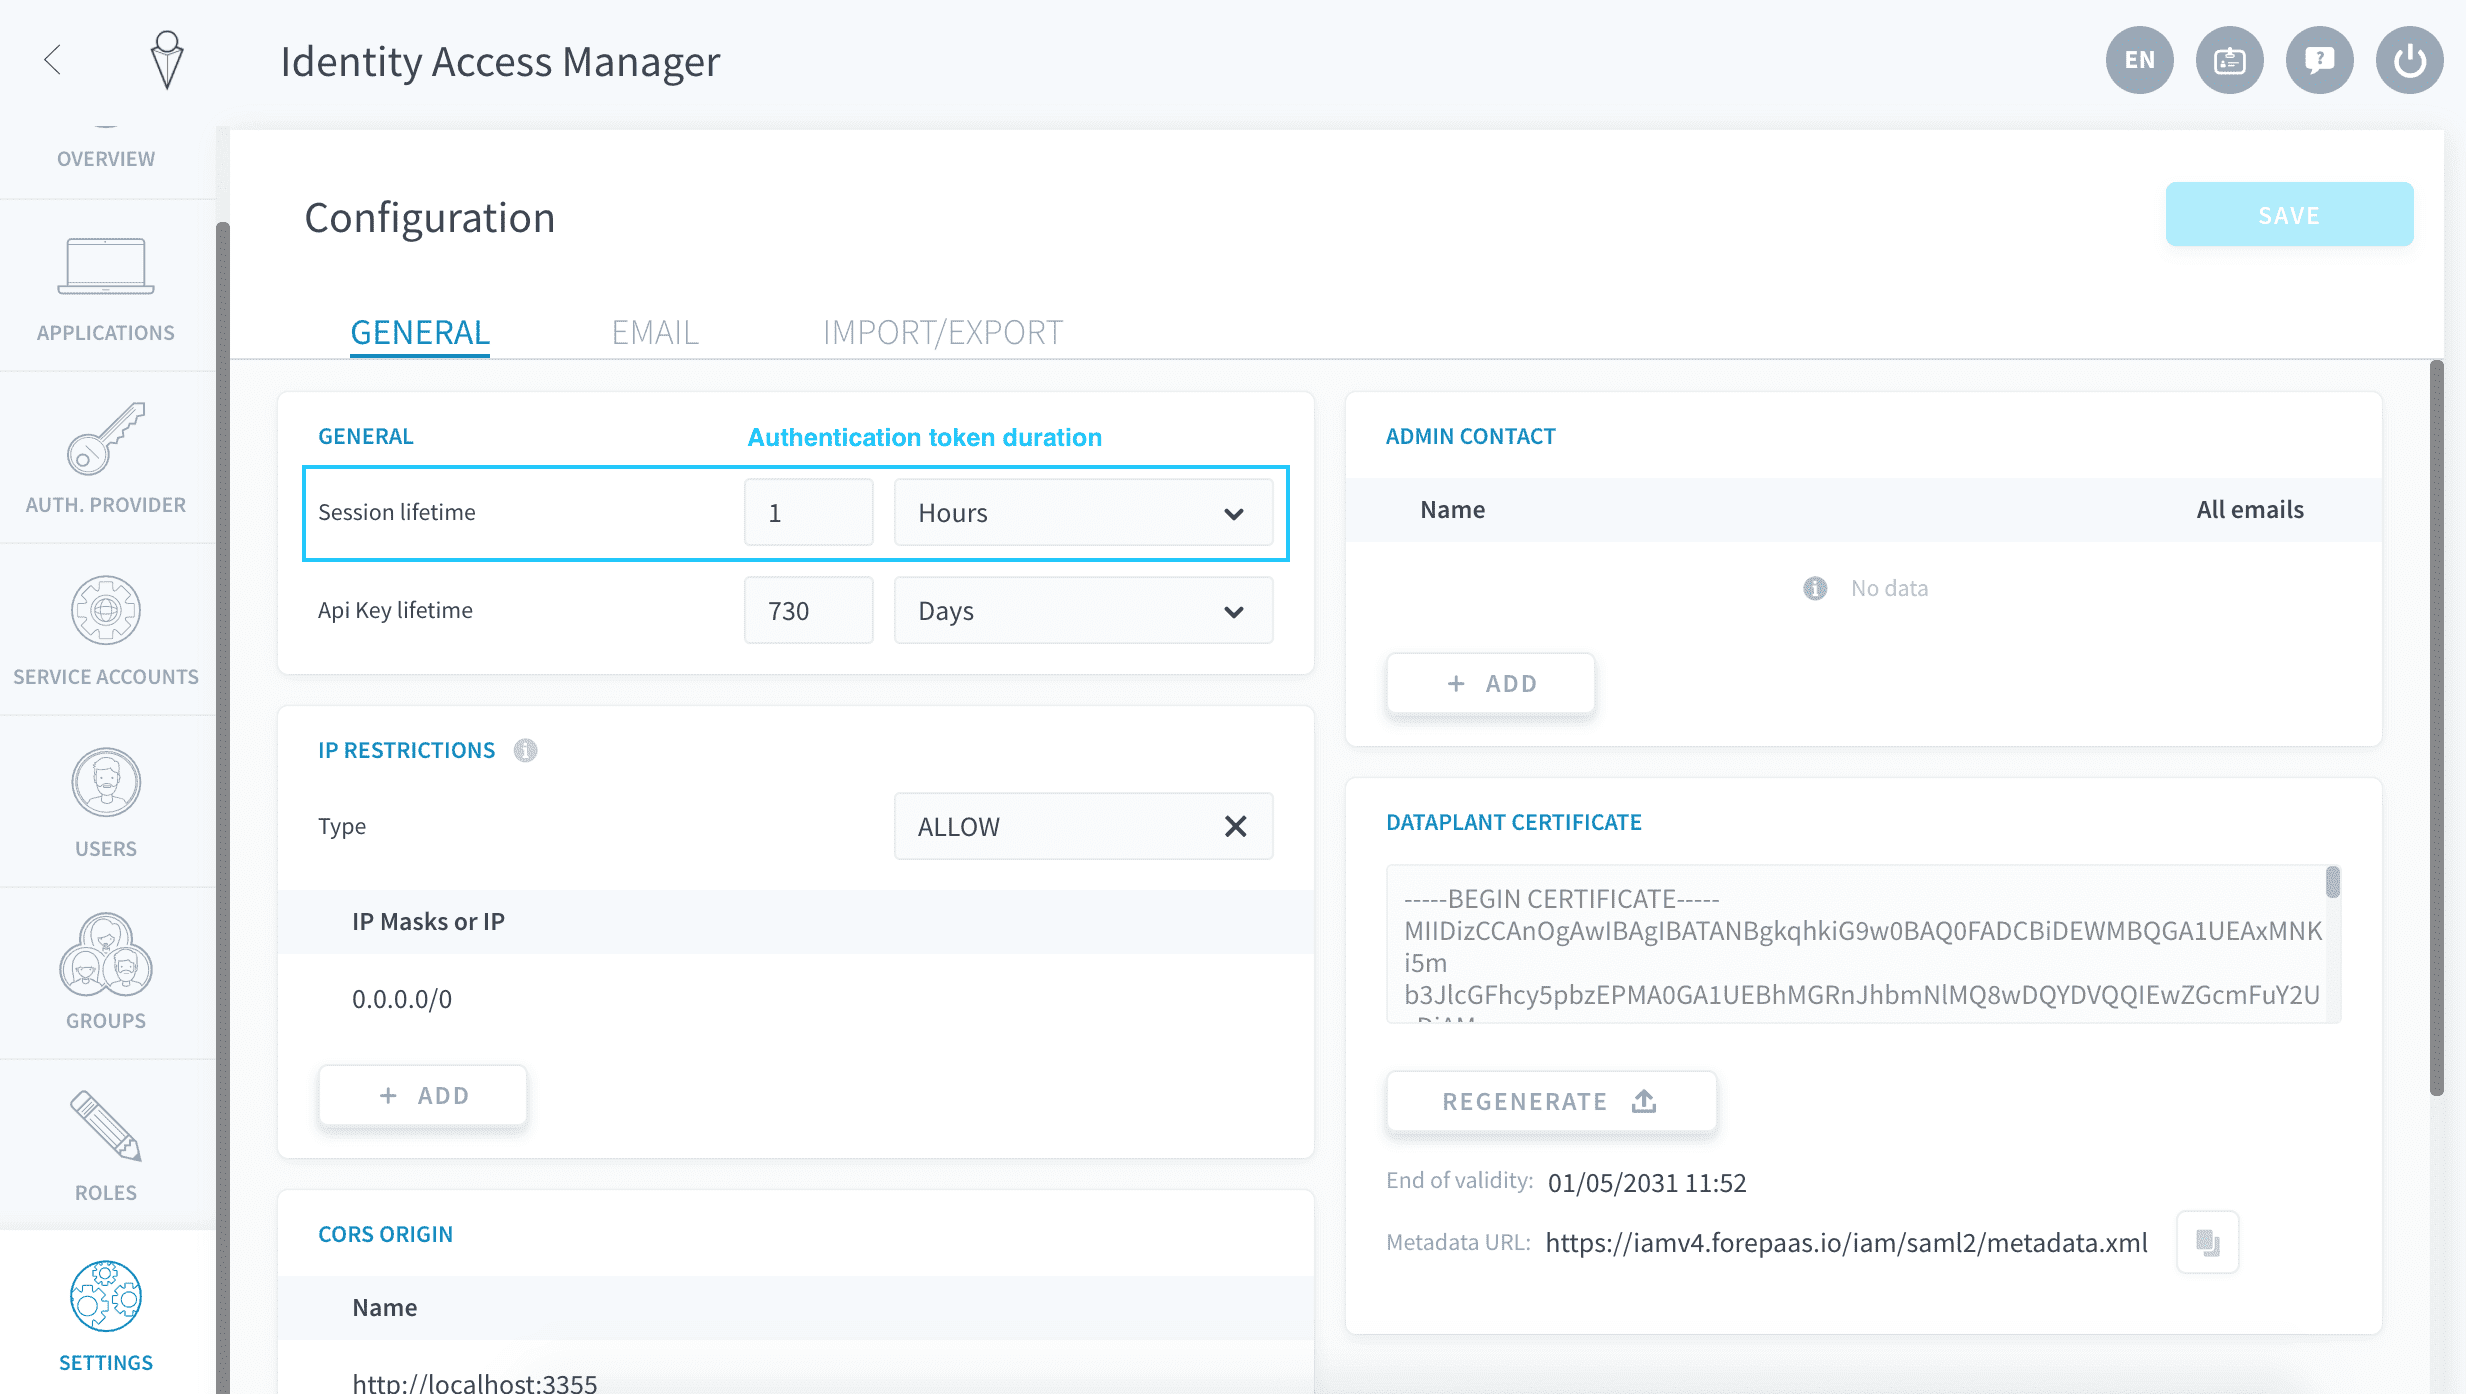 Identity Access Manager
EN
OVERVIEW
APPLICATIONS
AUTH. PROVIDER
SERVICE ACCOUNTS
USERS
GROUPS
ROLES
SETTINGS
Configuration
SAVE
GENERAL
EMAIL
IMPORT/EXPORT
GENERAL
Authentication token duration
Session lifetime
1
Hours
Api Key lifetime
730
Days
IP RESTRICTIONS
Type
ALLOW
IP Masks or IP
0.0.0.0/0
+ ADD
CORS ORIGIN
Name
http://localhost:3355
ADMIN CONTACT
Name
All emails
No data
+ ADD
DATAPLANT CERTIFICATE
-----BEGIN CERTIFICATE-----
MIIDizCCAnOgAwIBAgIBATANBgkqhkiG9w0BAQ0FADCBiDEWMBQGA1UEAxMNK
i5m
b3JlcGFhcy5pbzEPMA0GA1UEBhMGRnJhbmNlMQ8wDQYDVQQIEwZGcmFuY2U
REGENERATE
End of validity: 01/05/2031 11:52
Metadata URL: https://iamv4.forepaas.io/iam/saml2/metadata.xml